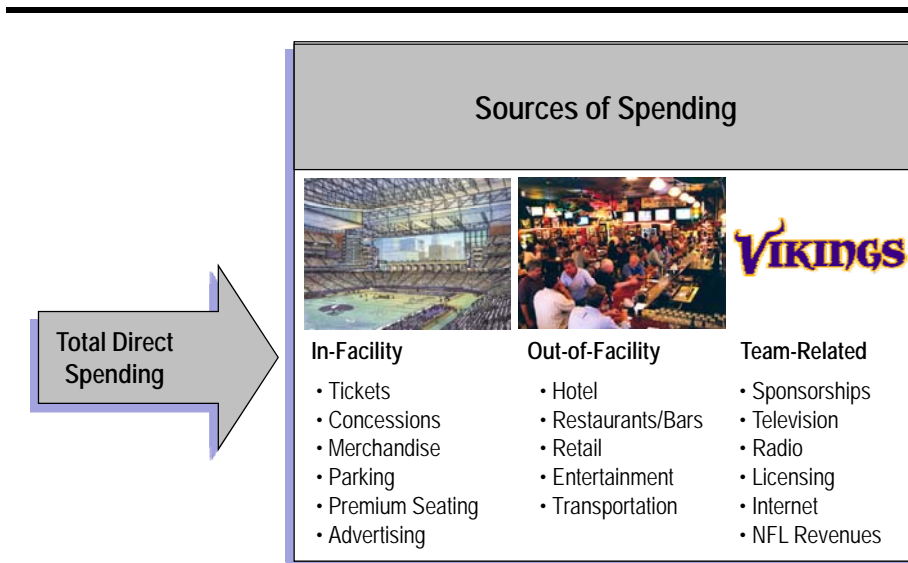 Sources of Spending
VIKINGS
Total Direct
Spending
In-Facility
• Tickets
• Concessions
• Merchandise
• Parking
• Premium Seating
• Advertising
Out-of-Facility
• Hotel
• Restaurants/Bars
• Retail
• Entertainment
• Transportation
Team-Related
• Sponsorships
• Television
• Radio
• Licensing
• Internet
• NFL Revenues